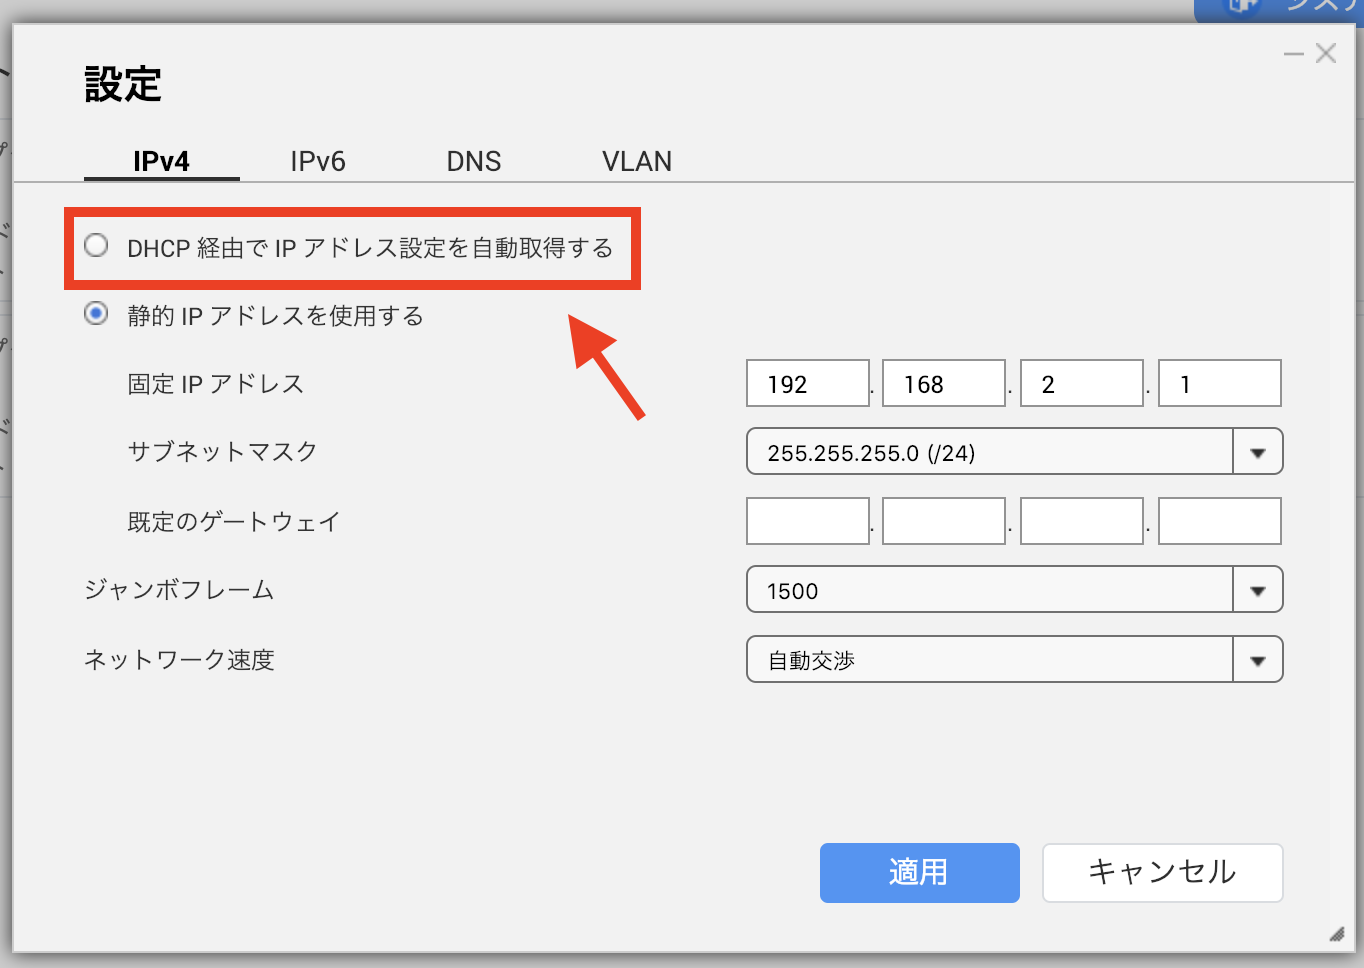 設定
IPv4 IPv6 DNS VLAN
DHCP 経由で IP アドレス設定を自動取得する
静的 IP アドレスを使用する
固定 IP アドレス 192 . 168 . 2 . 1
サブネットマスク 255.255.255.0 (/24)
既定のゲートウェイ . . .
ジャンボフレーム 1500
ネットワーク速度 自動交渉
適用 キャンセル